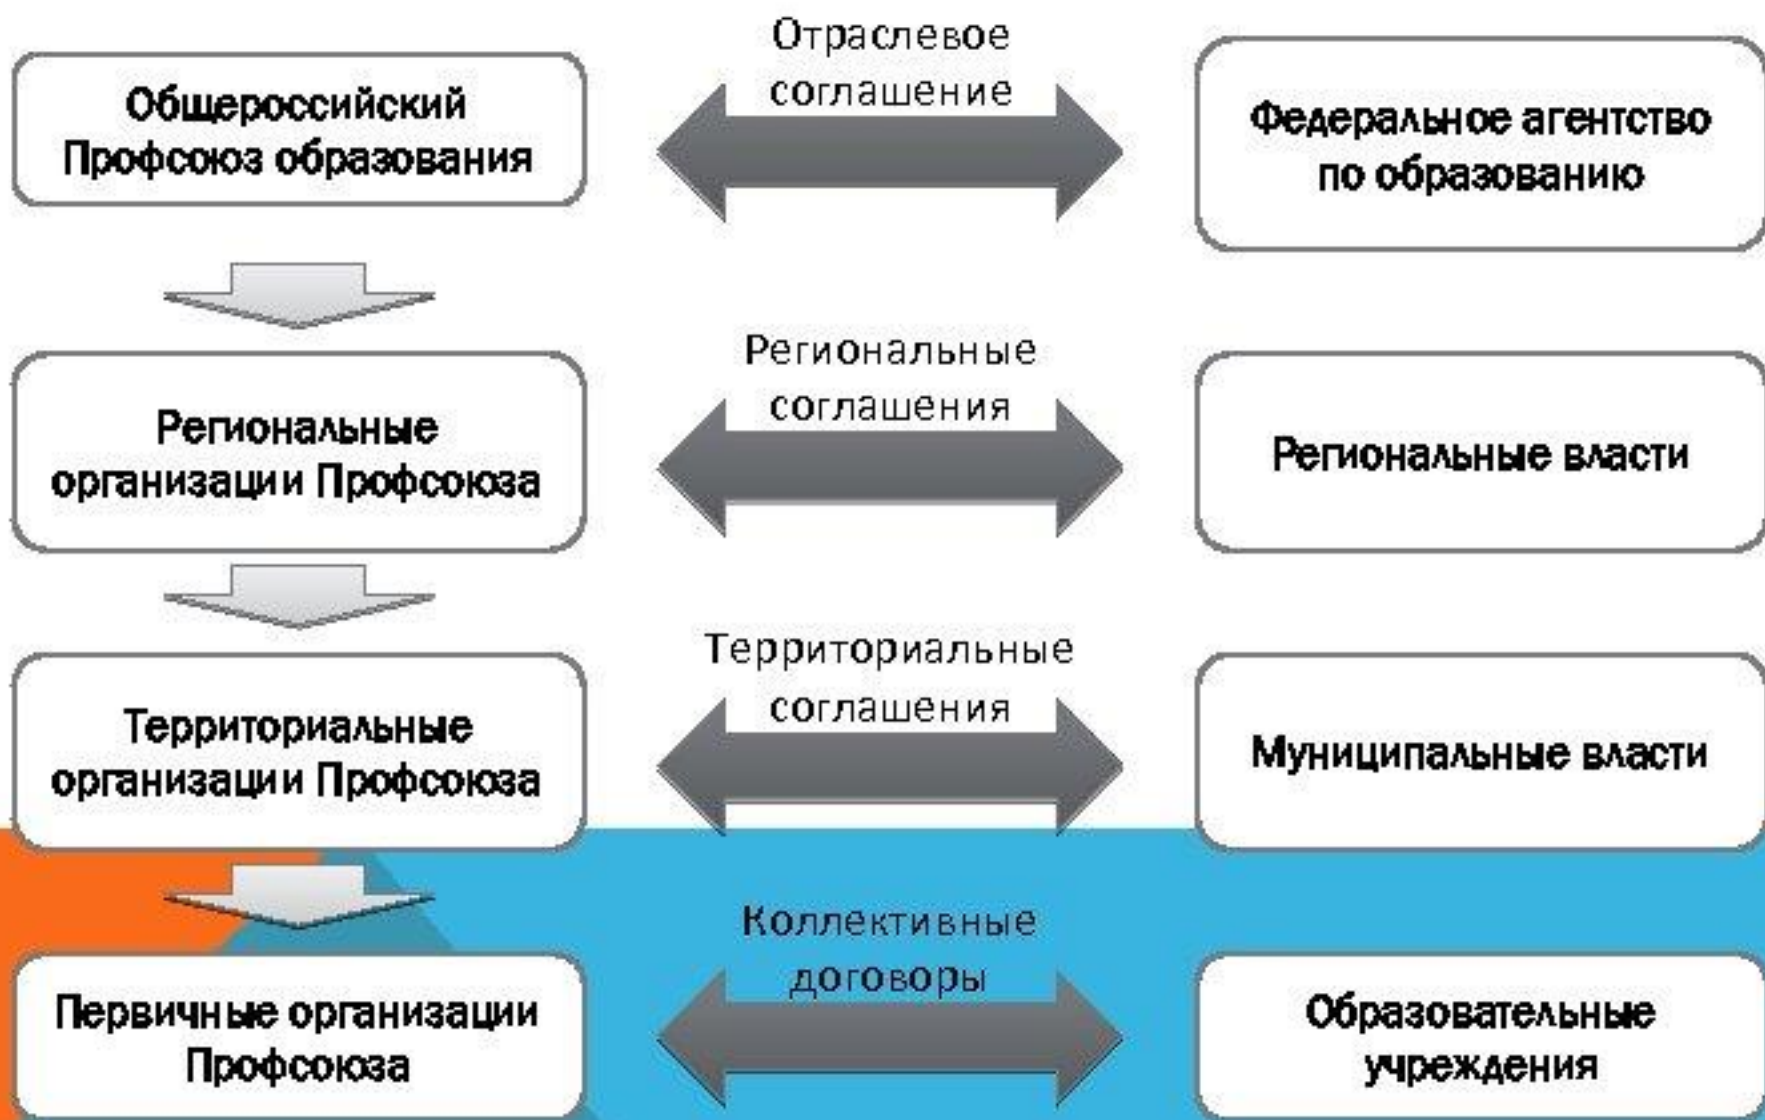 Общероссийский
Профсоюз образования
Отраслевое
соглашение
Федеральное агентство
по образованию
Региональные
организации Профсоюза
Региональные
соглашения
Региональные власти
Территориальные
организации Профсоюза
Территориальные
соглашения
Муниципальные власти
Первичные организации
Профсоюза
Коллективные
договоры
Образовательные
учреждения